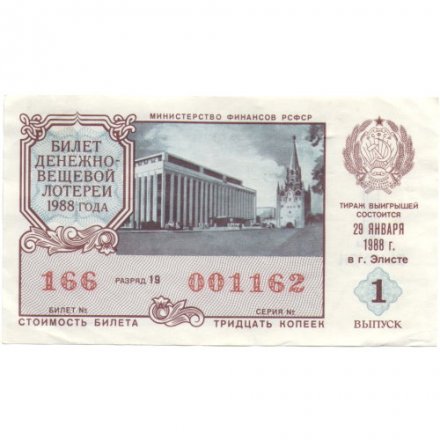 МИНИСТЕРСТВО ФИНАНСОВ РСФСР
БИЛЕТ
ДЕНЕЖНО-
ВЕЩЕВОЙ
ЛОТЕРЕИ
1988 ГОДА
РСФСР
ТИРАЖ ВЫИГРЫШЕЙ
СОСТОИТСЯ
29 ЯНВАРЯ
1988 г.
в г. Элисте
166 РАЗРЯД 19 001162
БИЛЕТ № СЕРИЯ №
1
ВЫПУСК
СТОИМОСТЬ БИЛЕТА ТРИДЦАТЬ КОПЕЕК